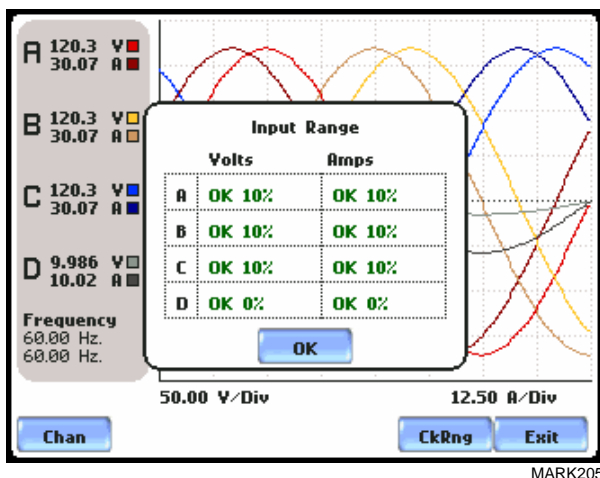 A 120.3 V
30.07 A
B 120.3 V
30.07 A
C 120.3 V
30.07 A
D 9.986 V
10.02 A
Frequency
60.00 Hz.
60.00 Hz.
Input Range
Volts Amps
A OK 10% OK 10%
B OK 10% OK 10%
C OK 10% OK 10%
D OK 0% OK 0%
OK
50.00 V/Div 12.50 A/Div
Chan CkRng Exit
MARK205